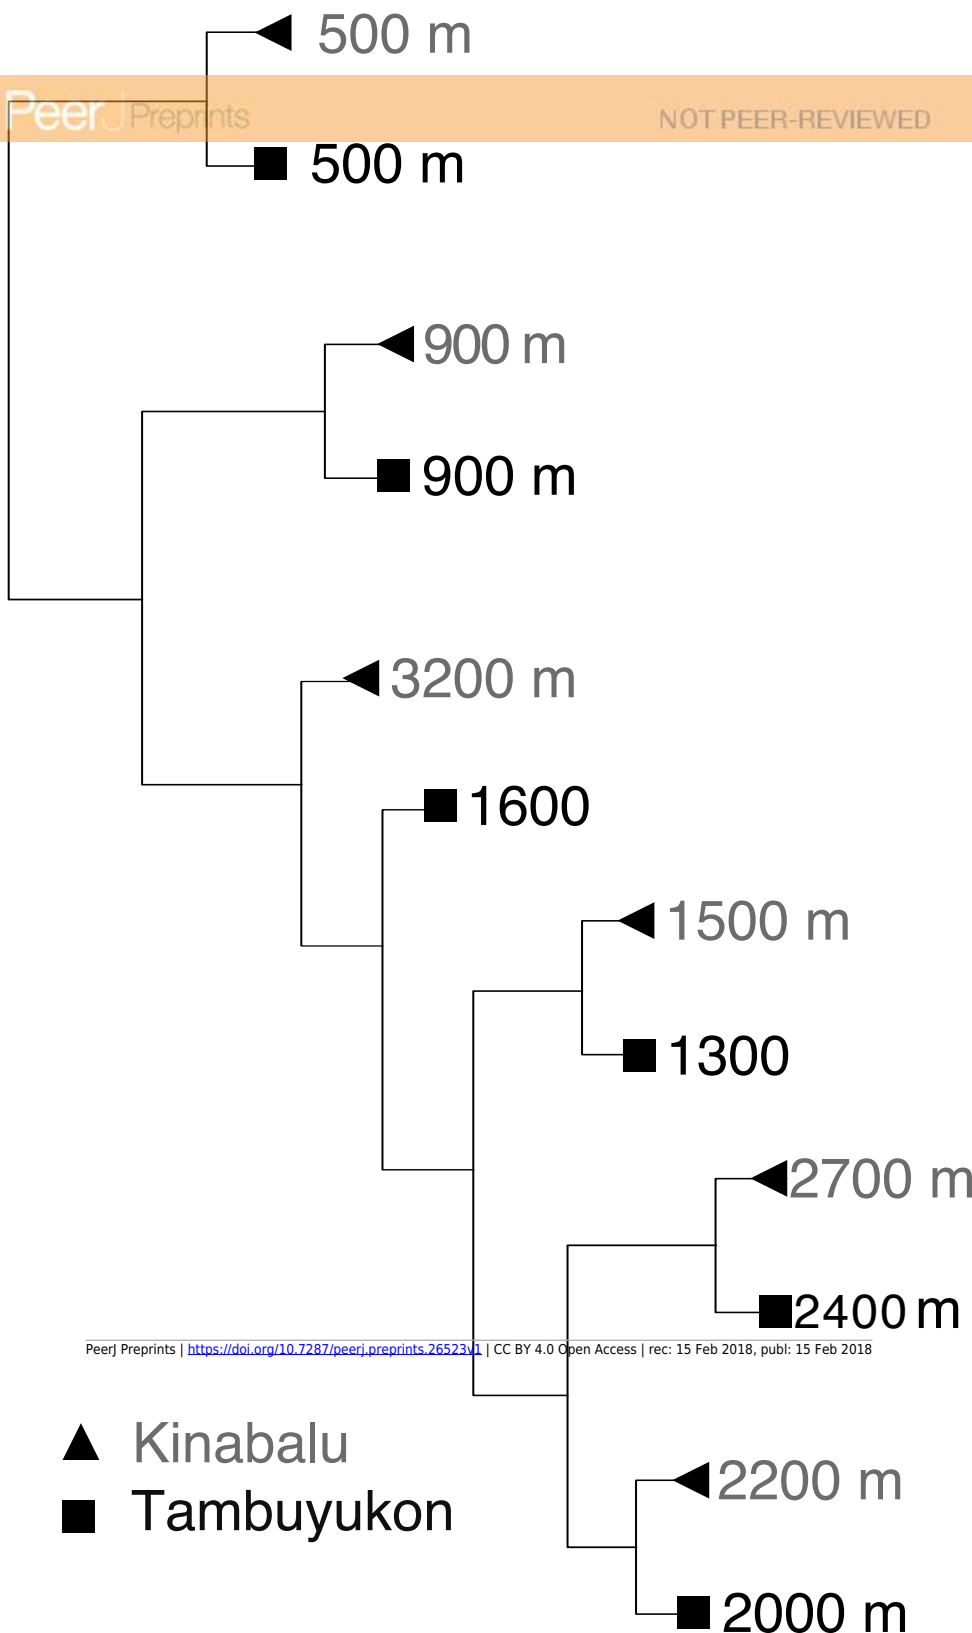 500 m
PeerJ Preprints NOT PEER-REVIEWED
500 m
900 m
900 m
3200 m
1600
1500 m
1300
2700 m
2400 m
PeerJ Preprints | https://doi.org/10.7287/peerj.preprints.26523v1 | CC BY 4.0 Open Access | rec: 15 Feb 2018, publ: 15 Feb 2018
Kinabalu
2200 m
Tambuyukon
2000 m